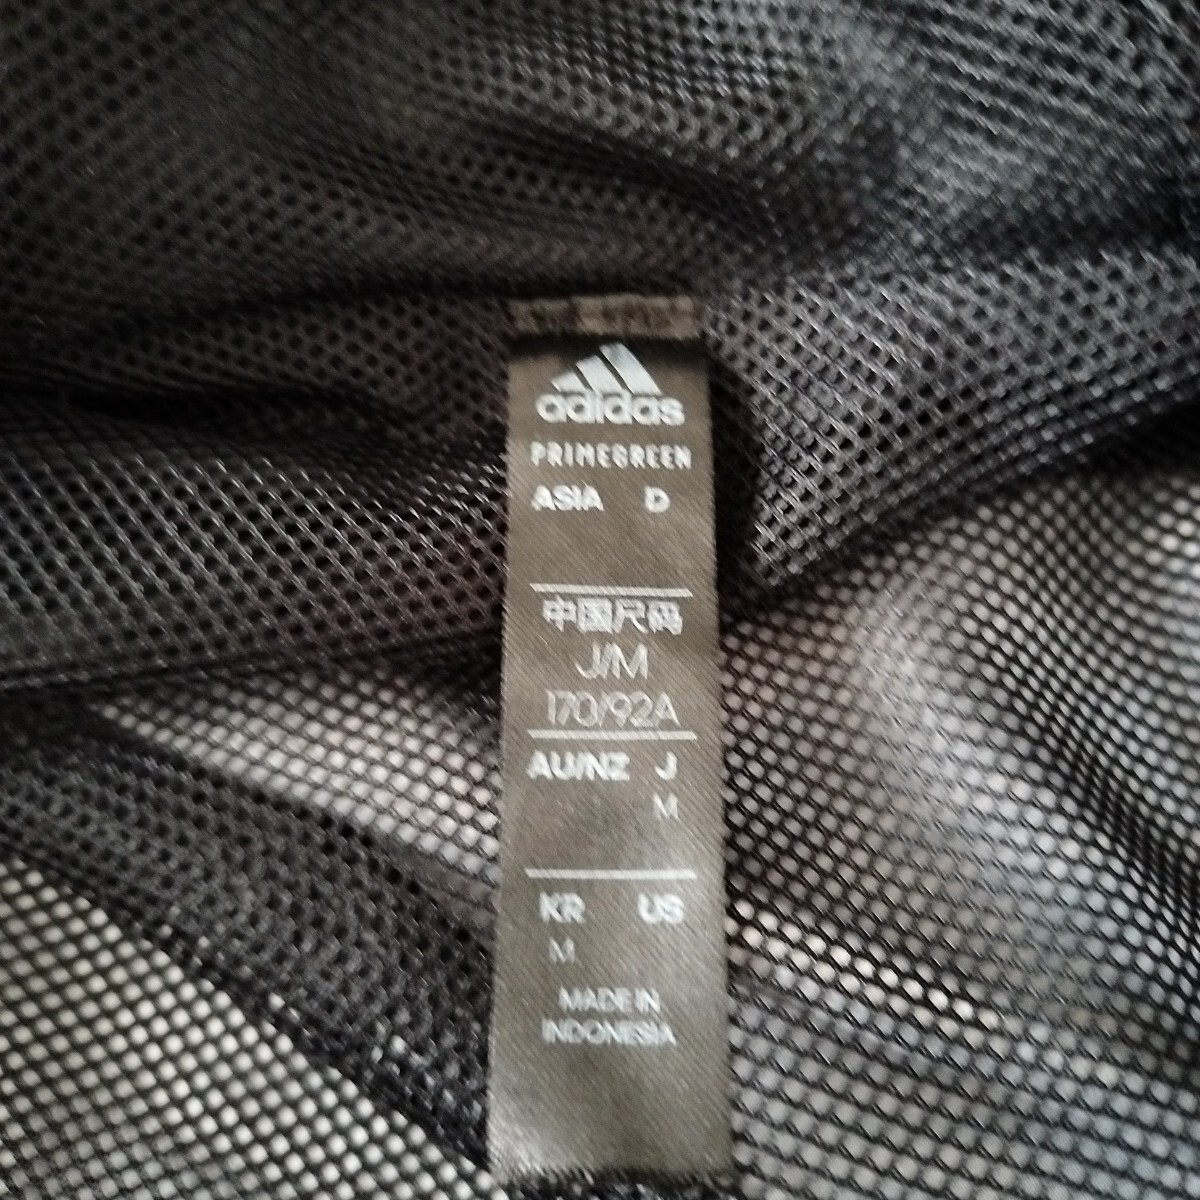 adidas
PRIMEGREEN
ASIA D
中国尺码
J/M
170/92A
AU/NZ J
M
KR US
M
MADE IN
INDONESIA